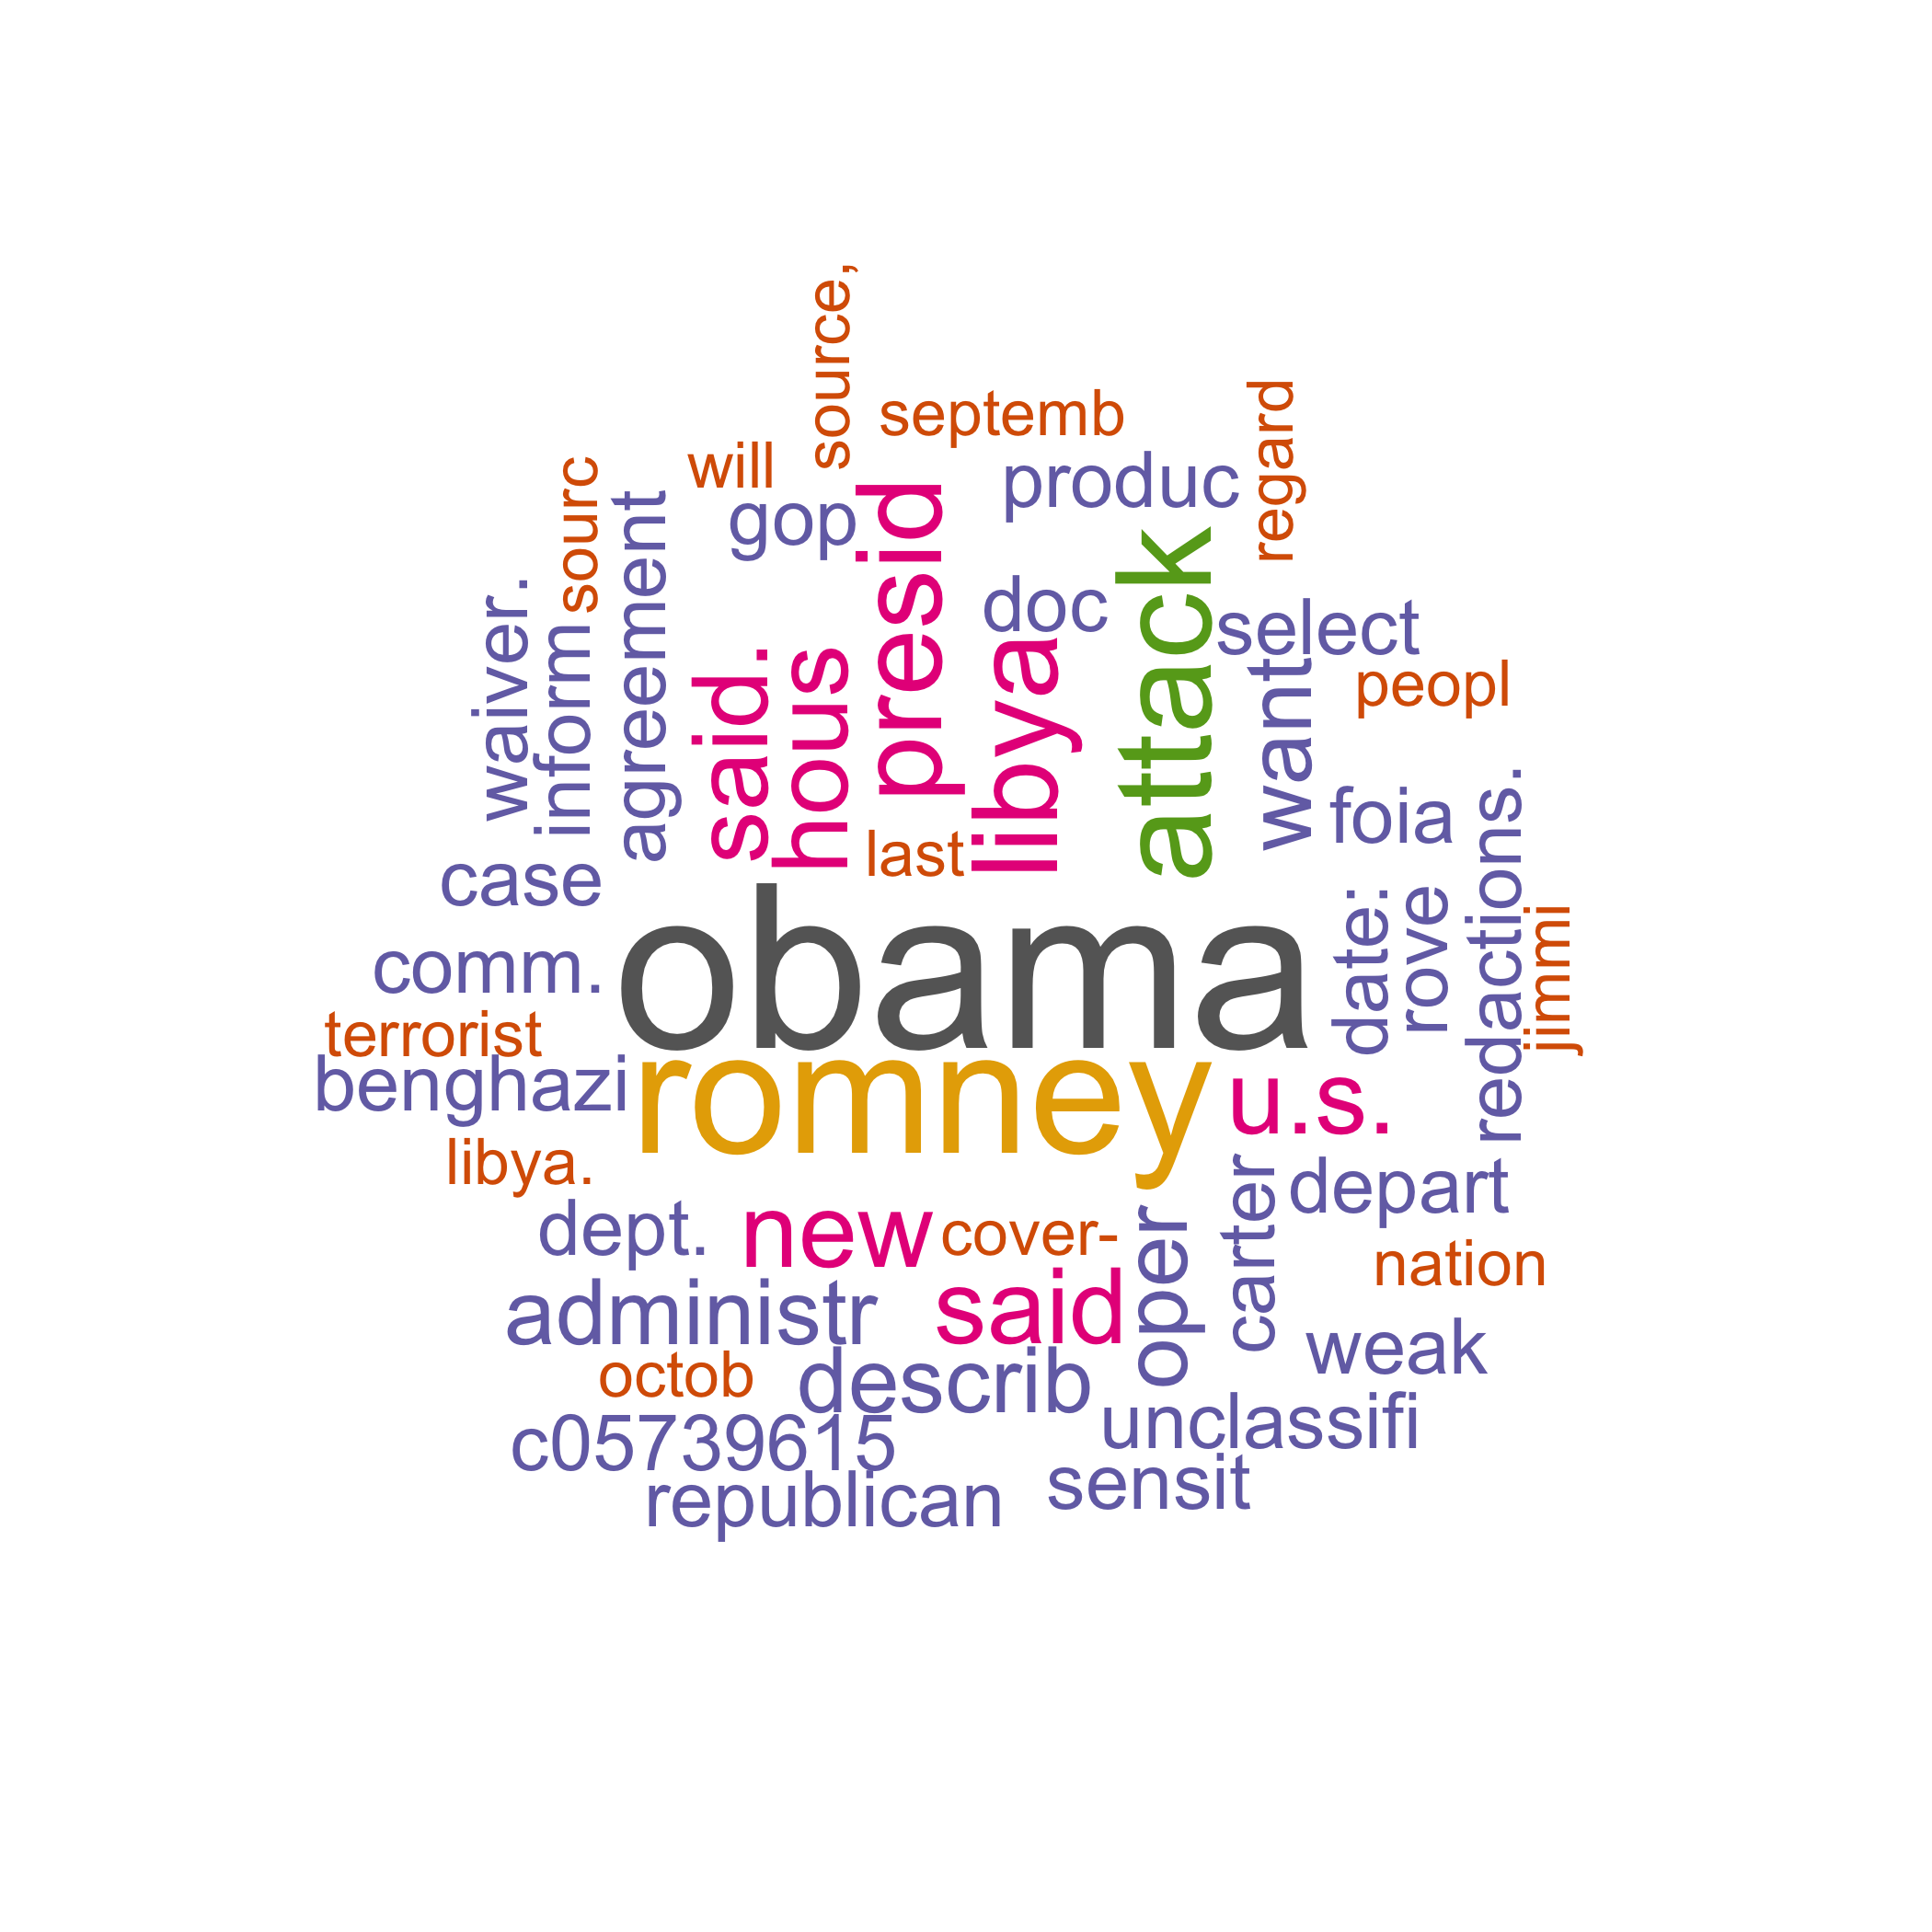 source,
septemb
regard
will
produc
sourc
gop
presid
agreement
attack
doc
waiver.
inform
select
said.
hous
libya
want
peopl
foia
last
redactions.
case
date:
rove
jimmi
comm.
obama
terrorist
benghazi
romney
u.s.
libya.
carter
depart
dept.
new
cover-
oper
nation
administr
said
weak
octob
describ
unclassifi
c05739615
sensit
republican